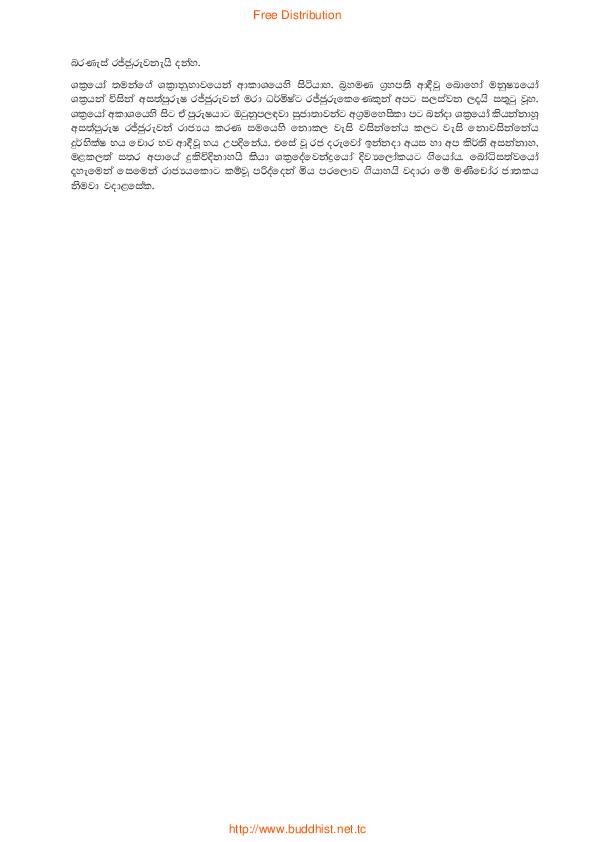 Free Distribution
බරණැස් රජ්ජුරුවනැයි දන්හ.
ශක්‍රයෝ තමන්ගේ ශක්‍රානුභාවයෙන් ආකාශයෙහි සිටියාහ. බ්‍රහමණ ග්‍රහපති ආදීවූ බොහෝ මනුෂ්‍යයෝ
ශක්‍රයන් විසින් අසත්පුරුෂ රජ්ජුරුවන් මරා ධර්මිෂ්ට රජ්ජුරුකෙණෙකුන් අපට සලස්වන ලදැයි සතුටු වූහ.
ශක්‍රයෝ අකාශයෙහි සිට ඒ පුරුෂයාට ඔටුනුපලඳවා සුජාතාවන්ට අග්‍රමහෙසිකා පට බන්දා ශක්‍රයෝ කියන්නාහූ
අසත්පුරුෂ රජ්ජුරුවන් රාජ්‍යය කරණ සමයෙහි නොකල වැසි වසින්නේය කලට වැසි නොවසින්නේය
දුර්භික්ෂ භය චොර භව ආදීවූ භය උපදිනේය. එසේ වූ රජ දරුවෝ ඉන්නදා අයස හා අප කීර්ති අසන්නාහ,
මළකලත් සතර අපායේ දුක්විඳිනාහයි කියා ශක්‍රදේවෙන්ද්‍රයෝ දිව්‍යලෝකයට ගියෝය. බෝධිසත්වයෝ
දැහැමෙන් සෙමෙන් රාජ්‍යයකොට කම්වූ පරිද්දෙන් මිය පරලොව ගියාහයි වදාරා මේ මණිචෝර ජාතකය
නිමවා වදාළසේක.
http://www.buddhist.net.tc